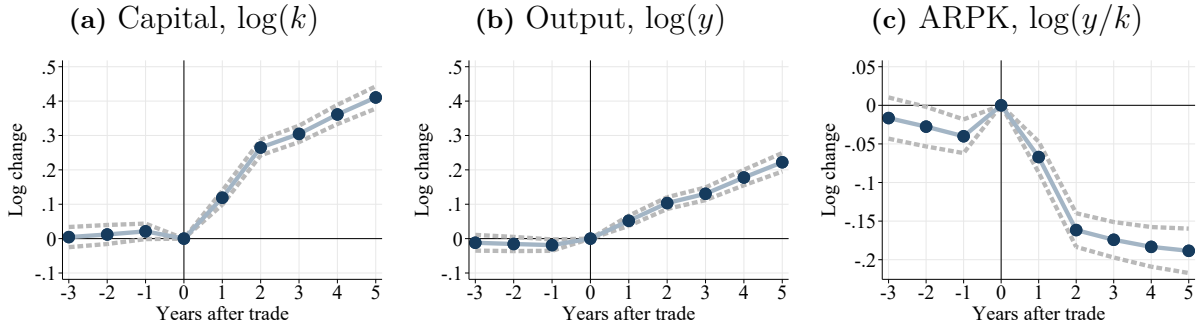 (a) Capital, log(k)
Log change
.5
.4
.3
.2
.1
0
-.1
-3 -2 -1 0 1 2 3 4 5
Years after trade
(b) Output, log(y)
Log change
.5
.4
.3
.2
.1
0
-.1
-3 -2 -1 0 1 2 3 4 5
Years after trade
(c) ARPK, log(y/k)
Log change
.05
0
-.05
-.1
-.15
-.2
-3 -2 -1 0 1 2 3 4 5
Years after trade